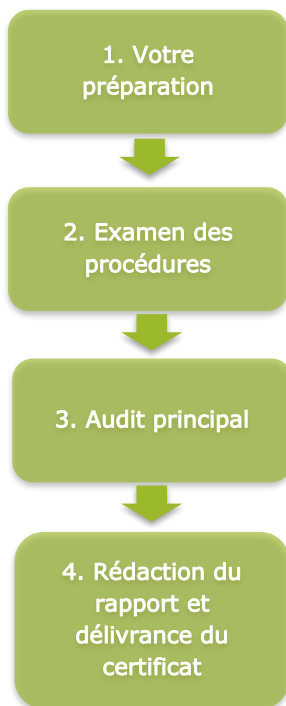 1. Votre
préparation
2. Examen des
procédures
3. Audit principal
4. Rédaction du
rapport et
délivrance du
certificat